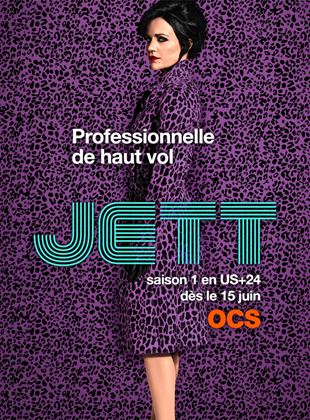 Professionnelle
de haut vol
JETT
saison 1 en US+24
dès le 15 juin
OCS